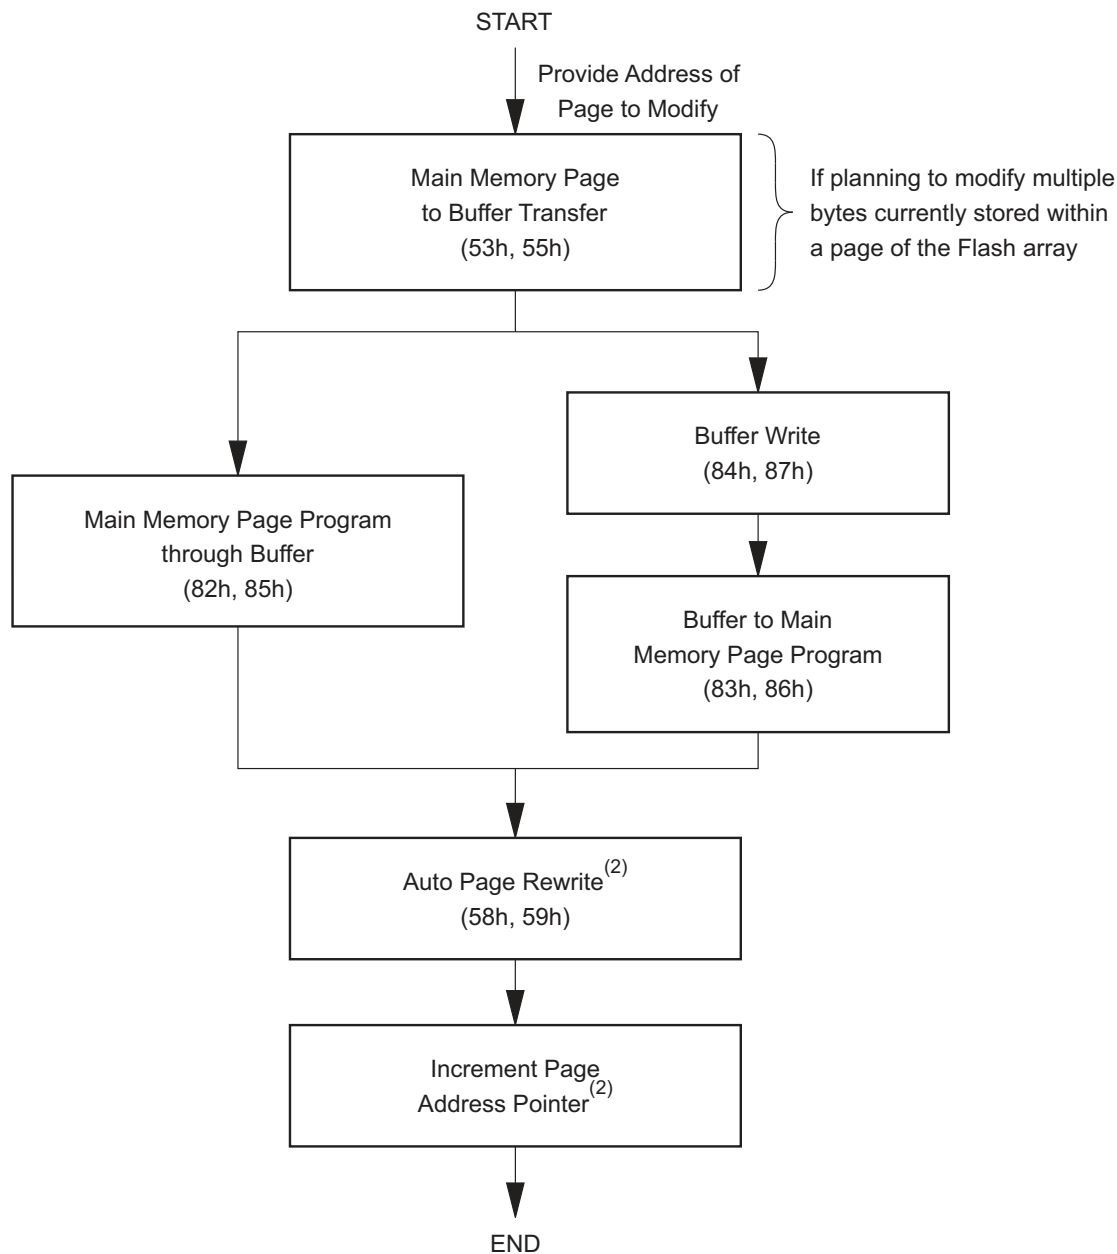 START
Provide Address of
Page to Modify
Main Memory Page
to Buffer Transfer
(53h, 55h)
If planning to modify multiple
bytes currently stored within
a page of the Flash array
Main Memory Page Program
through Buffer
(82h, 85h)
Buffer Write
(84h, 87h)
Buffer to Main
Memory Page Program
(83h, 86h)
Auto Page Rewrite(2)
(58h, 59h)
Increment Page
Address Pointer(2)
END